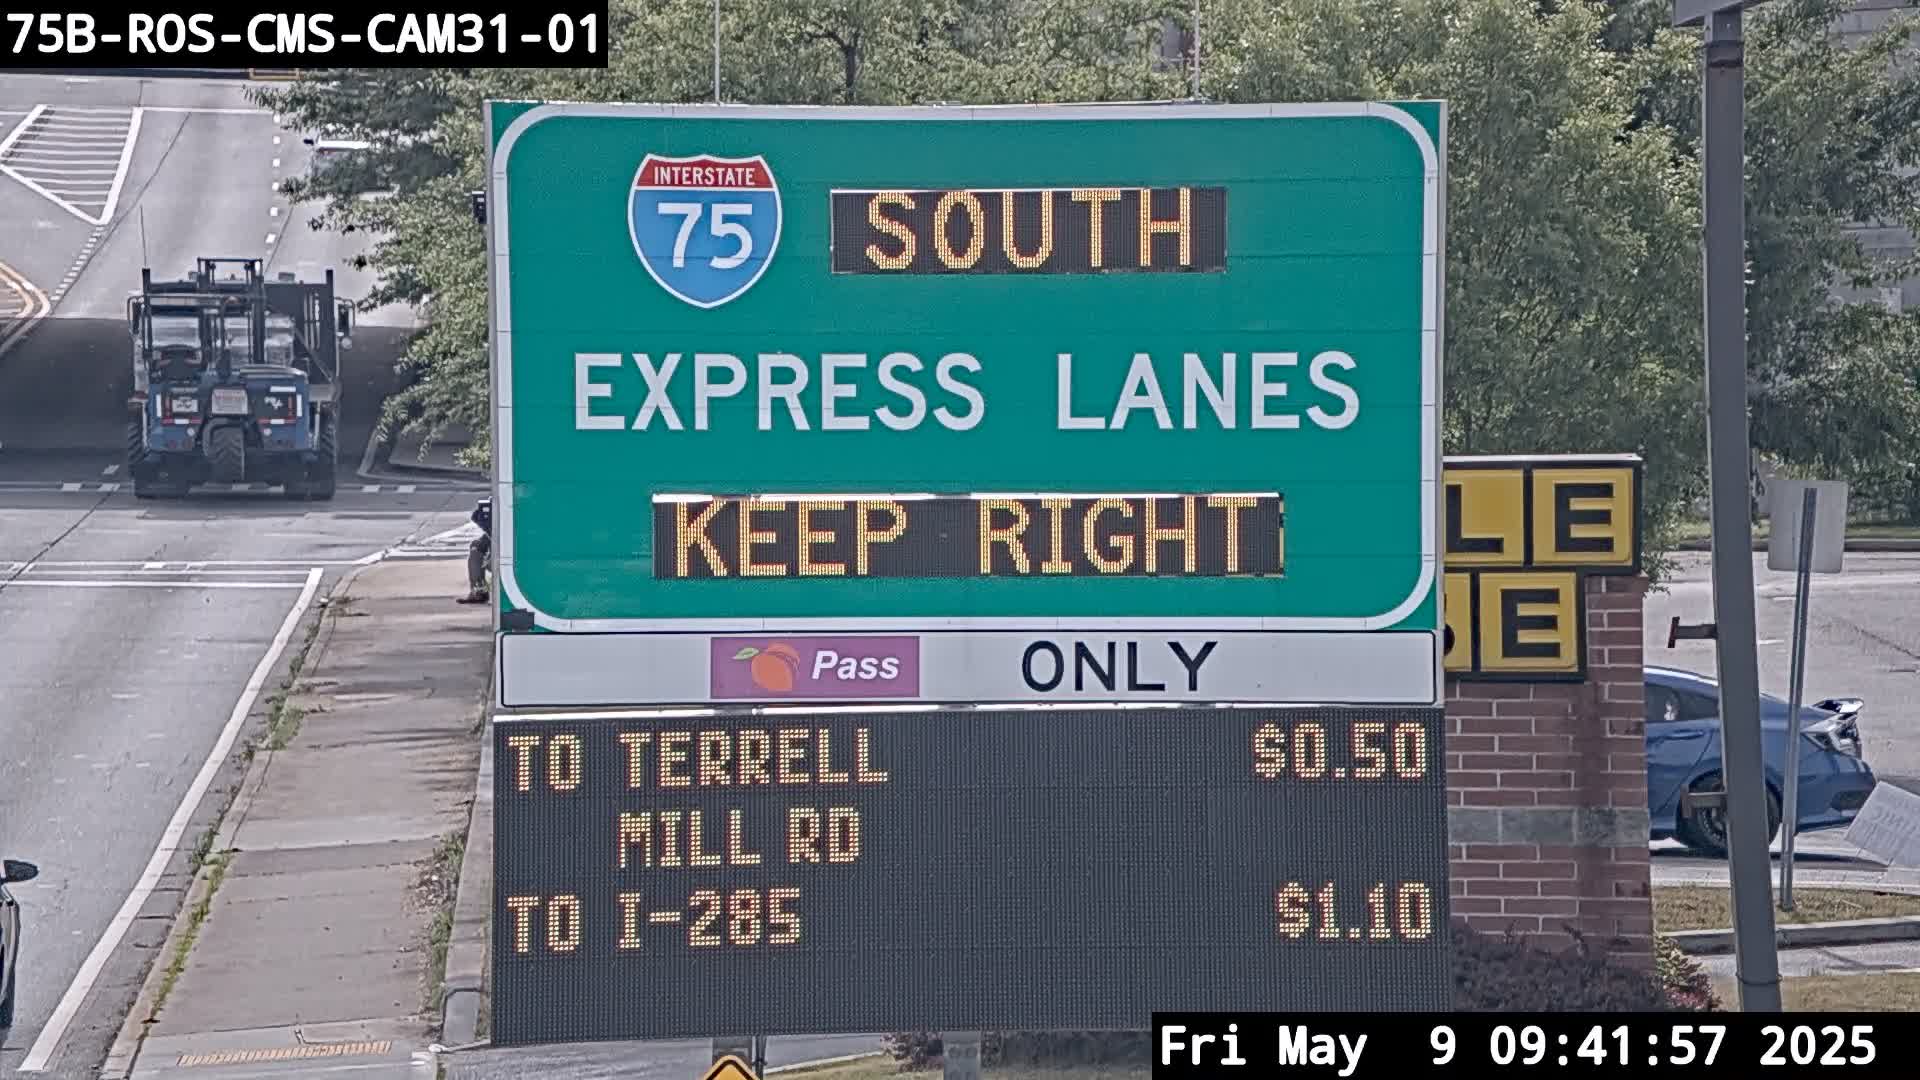 75B-ROS-CMS-CAM31-01
INTERSTATE
75
SOUTH
EXPRESS LANES
KEEP RIGHT
Pass ONLY
TO TERRELL $0.50
MILL RD
TO I-285 $1.10
LE
E
Fri May 9 09:41:57 2025